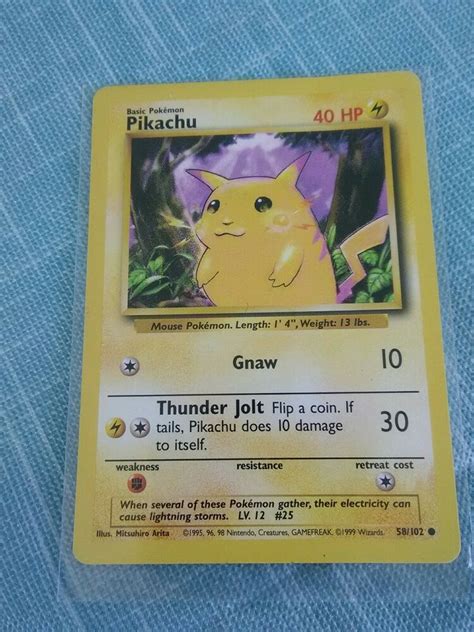 Basic Pokémon
Pikachu 40 HP
Mouse Pokémon. Length: 1' 4", Weight: 13 lbs.
Gnaw 10
Thunder Jolt Flip a coin. If
tails, Pikachu does 10 damage
to itself.
30
weakness resistance retreat cost
When several of these Pokémon gather, their electricity can
cause lightning storms. LV. 12 #25
Illus. Mitsuhiro Arita ©1995, 96, 98 Nintendo, Creatures, GAMEFREAK. ©1999 Wizards. 58/102